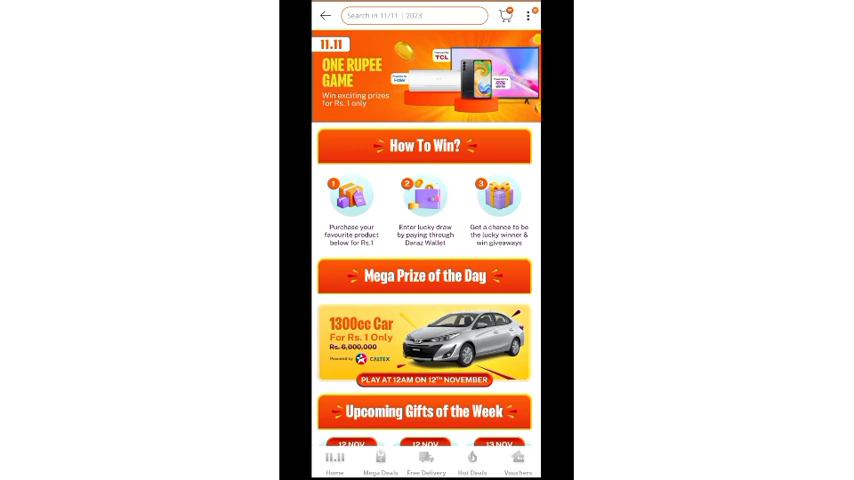 Search in 11/11 | 2023
11.11
ONE RUPEE
GAME
Win exciting prizes
for Rs. 1 only
TCL
Haier
How To Win?
1
2
3
Purchase your
favourite product
below for Rs.1
Enter lucky draw
by paying through
Daraz Wallet
Get a chance to be
the lucky winner &
win giveaways
Mega Prize of the Day
1300cc Car
For Rs. 1 Only
Rs. 6,000,000
Powered by CALTEX
PLAY AT 12AM ON 12TH NOVEMBER
Upcoming Gifts of the Week
12 NOV
12 NOV
13 NOV
11.11
Home
Mega Deals
Free Delivery
Hot Deals
Vouchers